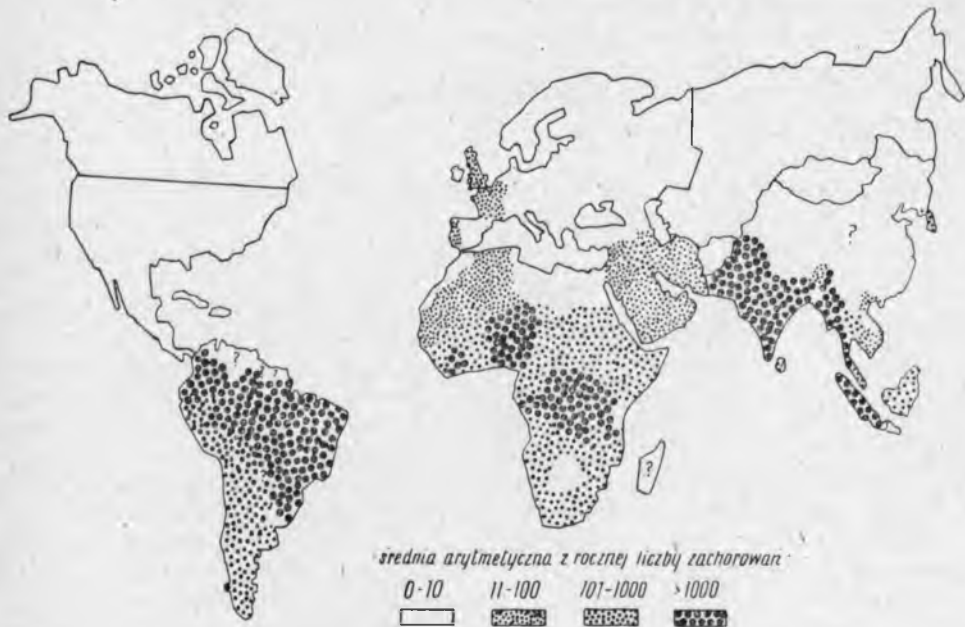 ?
?
?
średnia arytmetyczna z rocznej liczby zachorowań
0-10 11-100 101-1000 >1000